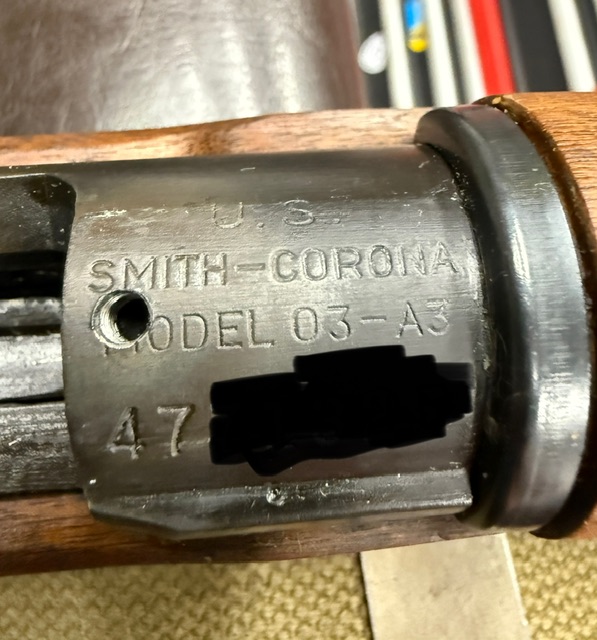 U.S.
SMITH-CORONA
MODEL 03-A3
47